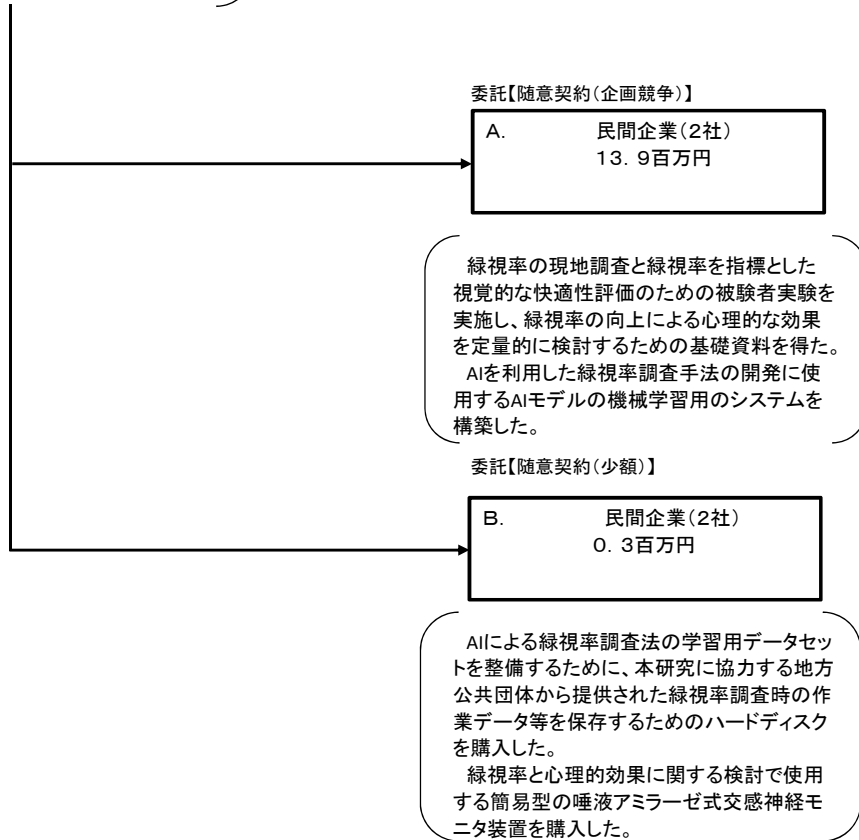 委託【随意契約(企画競争)】
A.　民間企業(2社)
13.9百万円
緑視率の現地調査と緑視率を指標とした
視覚的な快適性評価のための被験者実験を
実施し、緑視率の向上による心理的な効果
を定量的に検討するための基礎資料を得た。
AIを利用した緑視率調査手法の開発に使
用するAIモデルの機械学習用のシステムを
構築した。
委託【随意契約(少額)】
B.　民間企業(2社)
0.3百万円
AIによる緑視率調査法の学習用データセッ
トを整備するために、本研究に協力する地方
公共団体から提供された緑視率調査時の作
業データ等を保存するためのハードディスク
を購入した。
緑視率と心理的効果に関する検討で使用
する簡易型の唾液アミラーゼ式交感神経モ
ニタ装置を購入した。